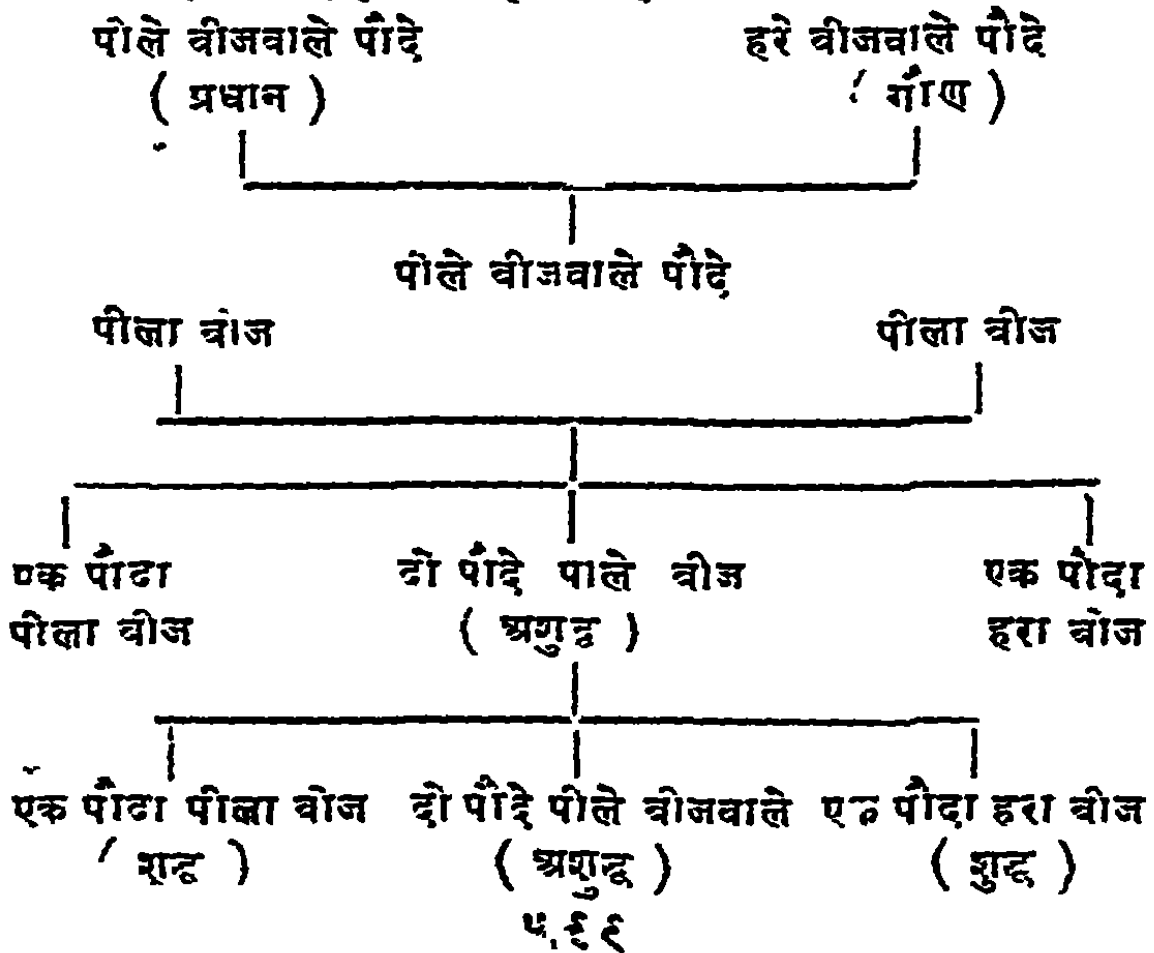 पीले बीजवाले पौदे हरे बीजवाले पौदे
( प्रधान ) ( गौण )
पीले बीजवाले पौदे
पीला बीज पीला बीज
एक पौदा दो पौदे पीले बीज एक पौदा
पीला बीज ( अशुद्ध ) हरा बीज
एक पौदा पीला बीज दो पौदे पीले बीजवाले एक पौदा हरा बीज
( शुद्ध ) ( अशुद्ध ) ( शुद्ध )